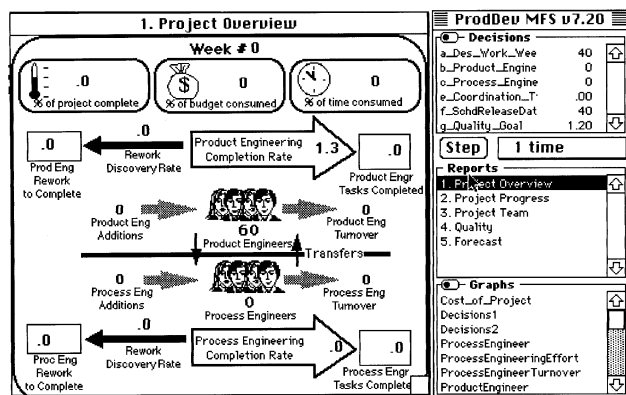 1. Project Overview
Week # 0
.0
% of project complete
$
0
% of budget consumed
0
% of time consumed
.0
Prod Eng
Rework
to Complete
.0
Rework
Discovery Rate
Product Engineering
Completion Rate
1.3
.0
Product Engr
Tasks Completed
0
Product Eng
Additions
60
Product Engineers
0
Product Eng
Turnover
Transfers
0
Process Eng
Additions
0
Process Engineers
0
Process Eng
Turnover
.0
Proc Eng
Rework
to Complete
.0
Rework
Discovery Rate
Process Engineering
Completion Rate
.0
.0
Process Engr
Tasks Complete
ProdDev MFS v7.20
Decisions
a_Des_Work_Wee 40
b_Product_Engine 0
c_Process_Engine 0
e_Coordination_T .00
f_SchdReleaseDat 40
g_Quality_Goal 1.20
Step 1 time
Reports
1. Project Overview
2. Project Progress
3. Project Team
4. Quality
5. Forecast
Graphs
Cost_of_Project
Decisions1
Decisions2
ProcessEngineer
ProcessEngineeringEffort
ProcessEngineerTurnover
ProductEngineer